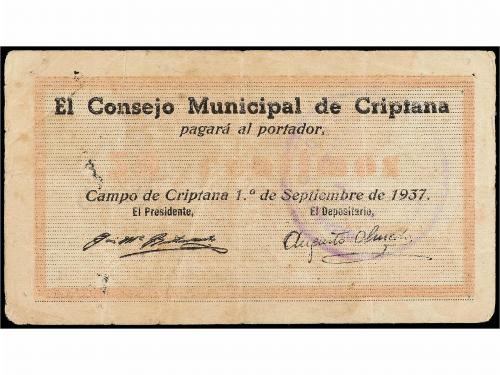 El Consejo Municipal de Criptana
pagará al portador,
Campo de Criptana 1.º de Septiembre de 1937.
El Presidente, El Depositario,
Augusto